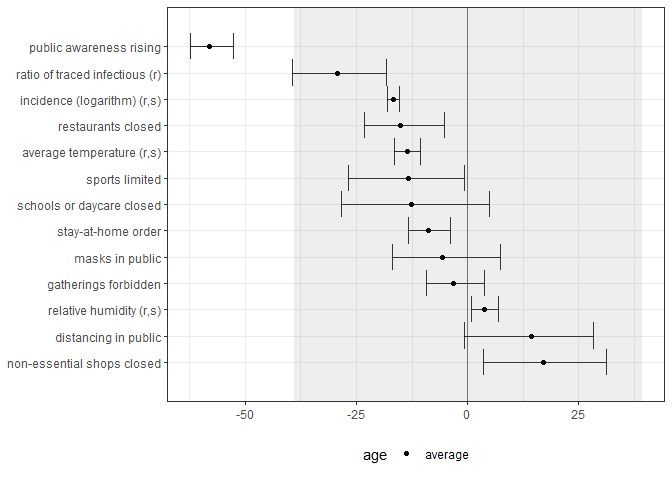 public awareness rising
ratio of traced infectious (r)
incidence (logarithm) (r,s)
restaurants closed
average temperature (r,s)
sports limited
schools or daycare closed
stay-at-home order
masks in public
gatherings forbidden
relative humidity (r,s)
distancing in public
non-essential shops closed
-50 -25 0 25
age average